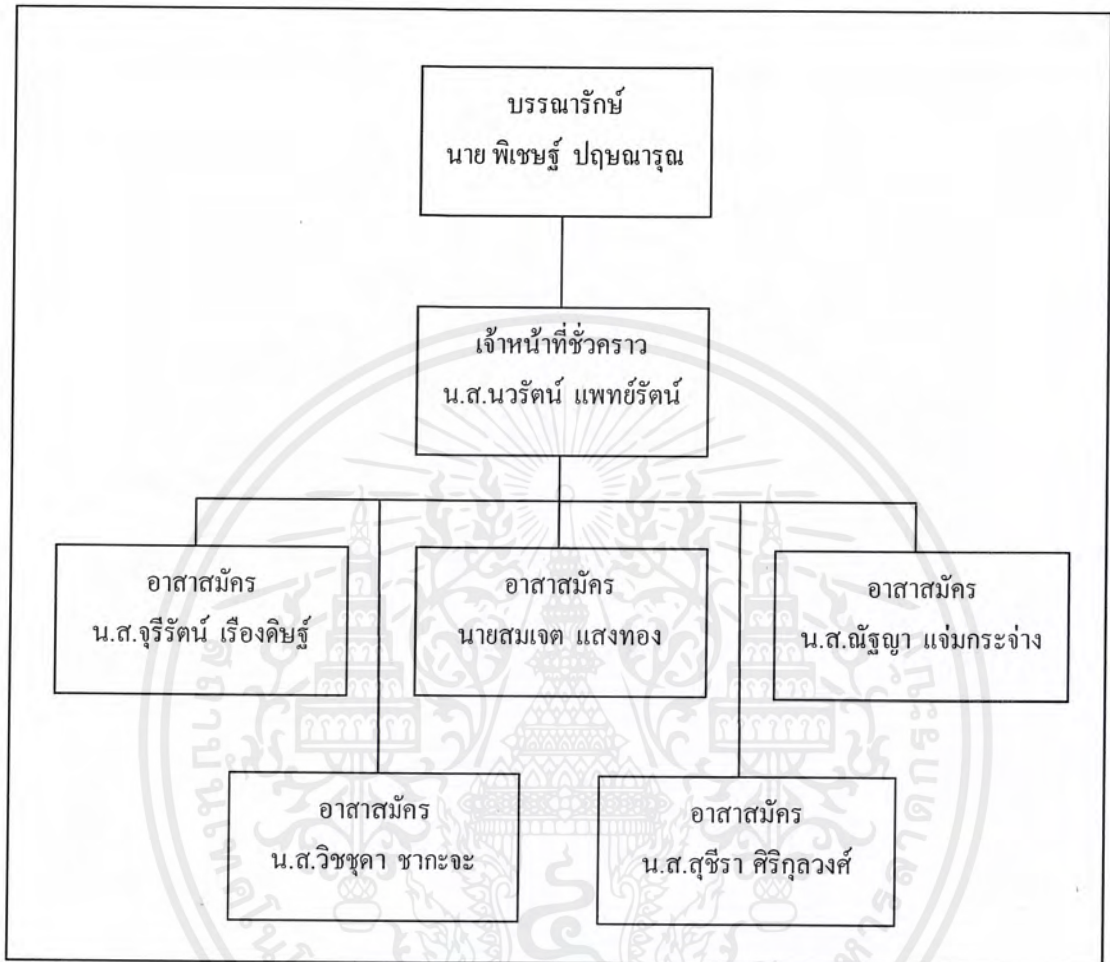 บรรณารักษ์
นาย พิเชษฐ์ ปฤษณารุณ
เจ้าหน้าที่ชั่วคราว
น.ส.นวรัตน์ แพทย์รัตน์
อาสาสมัคร
น.ส.จุรีรัตน์ เรืองดิษฐ์
อาสาสมัคร
นายสมเจต แสงทอง
อาสาสมัคร
น.ส.ณัฐญา แจ่มกระจ่าง
อาสาสมัคร
น.ส.วิชชุดา ชากะจะ
อาสาสมัคร
น.ส.สุชีรา ศิริกุลวงศ์